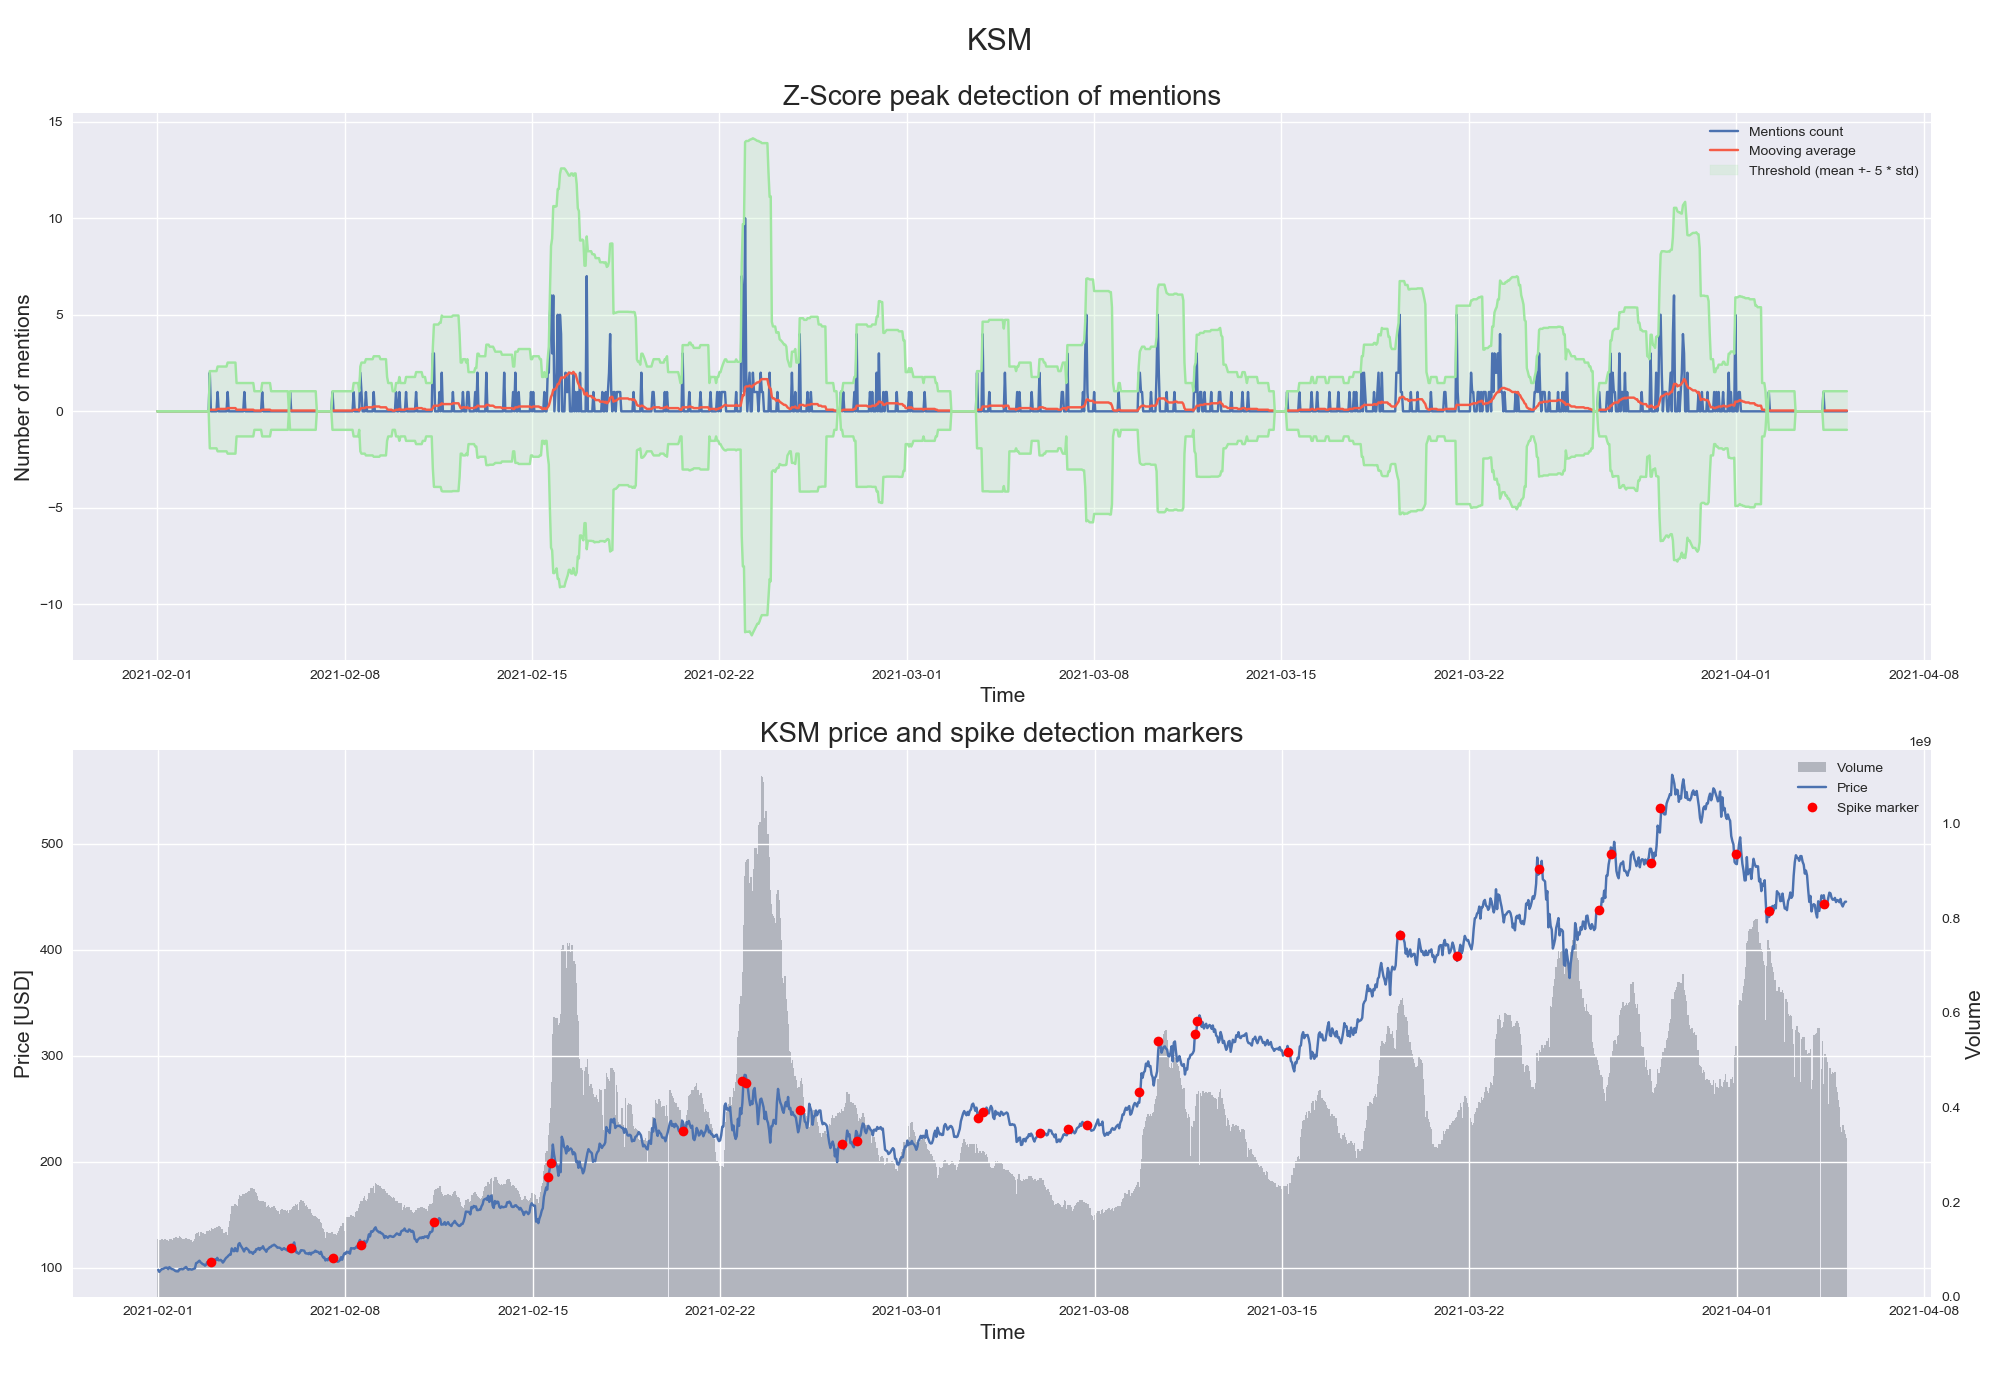 KSM
Z-Score peak detection of mentions
15
10
5
0
−5
−10
Number of mentions
Mentions count
Mooving average
Threshold (mean +- 5 * std)
2021-02-01 2021-02-08 2021-02-15 2021-02-22 2021-03-01 2021-03-08 2021-03-15 2021-03-22 2021-04-01 2021-04-08
Time
KSM price and spike detection markers
1e9
500
400
300
200
100
Price [USD]
Volume
Price
Spike marker
1.0
0.8
0.6
0.4
0.2
0.0
Volume
2021-02-01 2021-02-08 2021-02-15 2021-02-22 2021-03-01 2021-03-08 2021-03-15 2021-03-22 2021-04-01 2021-04-08
Time